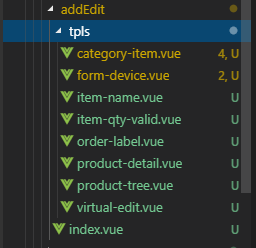 addEdit
tpls
category-item.vue 4, U
form-device.vue 2, U
item-name.vue U
item-qty-valid.vue U
order-label.vue U
product-detail.vue U
product-tree.vue U
virtual-edit.vue U
index.vue U